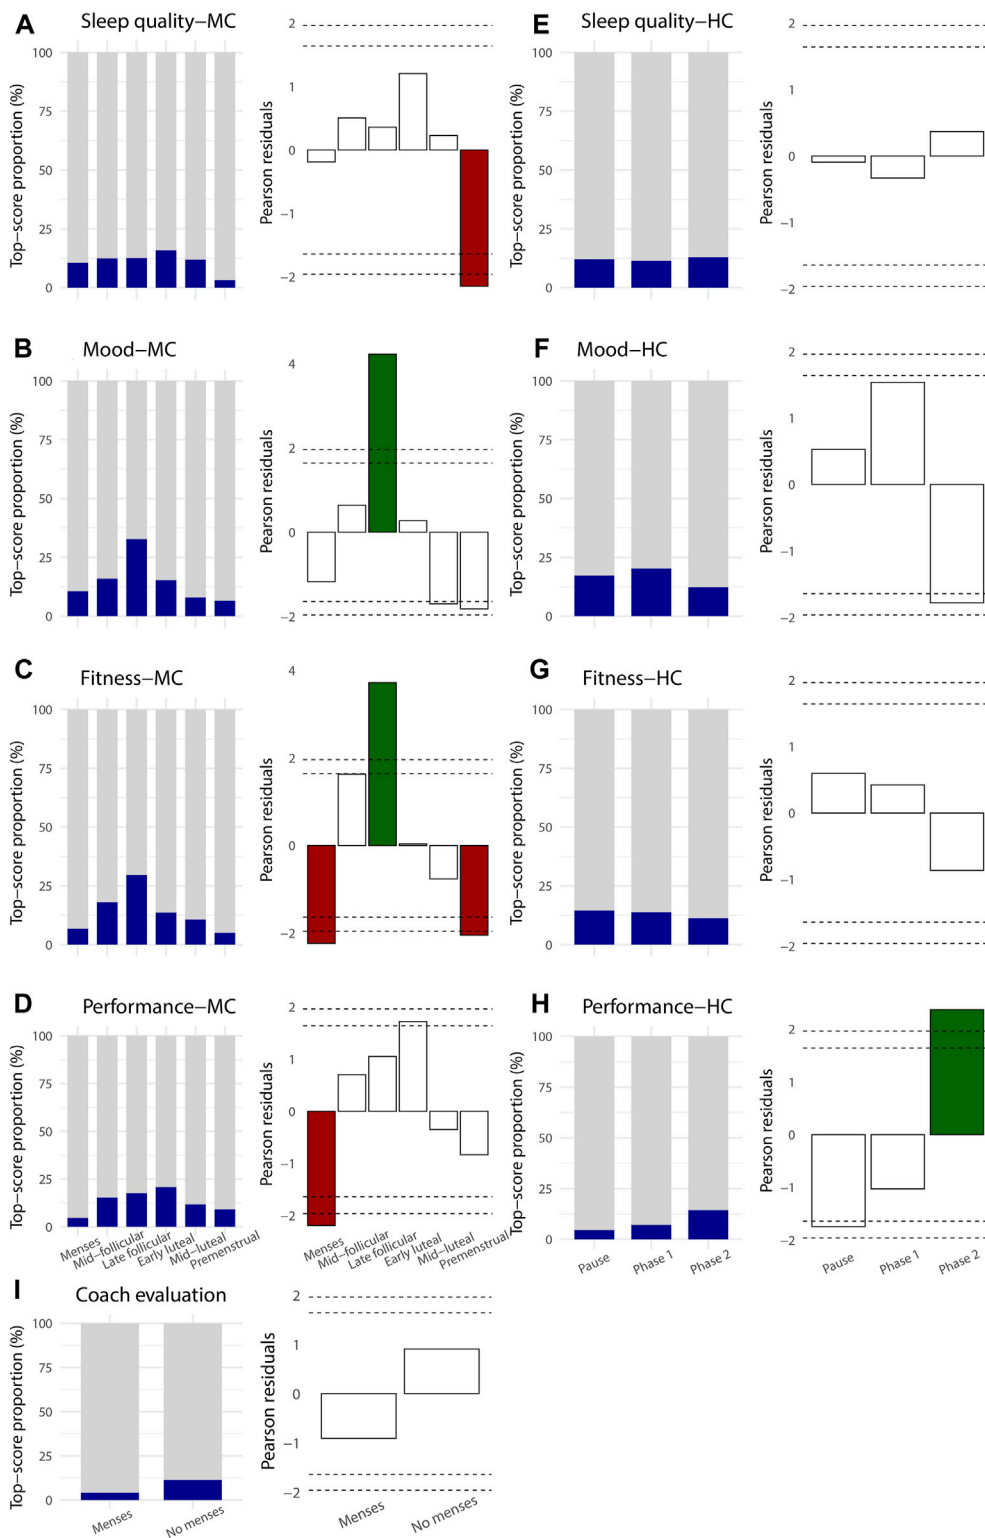 A Sleep quality–MC
Top–score proportion (%)
100
75
50
25
0
Pearson residuals
2
1
0
−1
−2
E Sleep quality–HC
Top–score proportion (%)
100
75
50
25
0
Pearson residuals
2
1
0
−1
−2
B Mood–MC
Top–score proportion (%)
100
75
50
25
0
Pearson residuals
4
2
0
−2
F Mood–HC
Top–score proportion (%)
100
75
50
25
0
Pearson residuals
2
1
0
−1
−2
C Fitness–MC
Top–score proportion (%)
100
75
50
25
0
Pearson residuals
4
2
0
−2
G Fitness–HC
Top–score proportion (%)
100
75
50
25
0
Pearson residuals
2
1
0
−1
−2
D Performance–MC
Top–score proportion (%)
100
75
50
25
0
Menses
Mid–follicular
Late follicular
Early luteal
Mid–luteal
Premenstrual
Pearson residuals
2
1
0
−1
−2
Menses
Mid–follicular
Late follicular
Early luteal
Mid–luteal
Premenstrual
H Performance–HC
Top–score proportion (%)
100
75
50
25
0
Pause
Phase 1
Phase 2
Pearson residuals
2
1
0
−1
−2
Pause
Phase 1
Phase 2
I Coach evaluation
Top–score proportion (%)
100
75
50
25
0
Menses
No menses
Pearson residuals
2
1
0
−1
−2
Menses
No menses